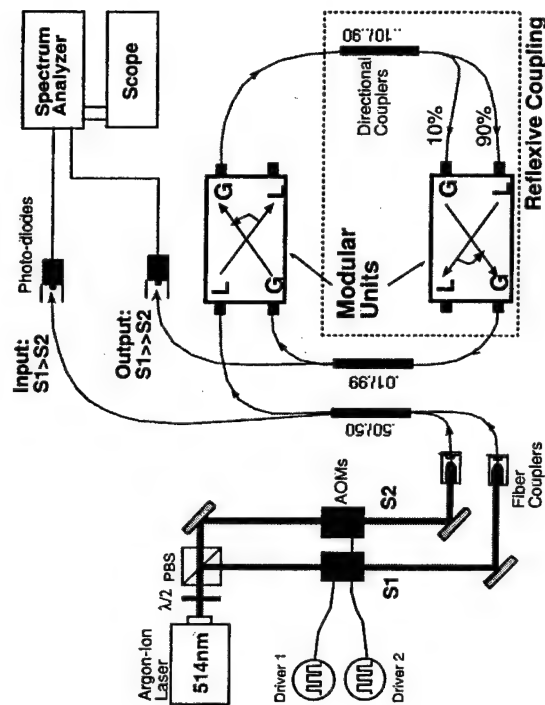 Argon-Ion
Laser
514nm
λ/2
PBS
Driver 1
Driver 2
AOMs
S1
S2
Fiber
Couplers
.50/.50
.01/.99
Input:
S1>S2
Output:
S1>>S2
Photo-diodes
Spectrum
Analyzer
Scope
L
G
G
L
Modular
Units
L
G
G
L
Directional
Couplers
..10/.90
10%
90%
Reflexive Coupling